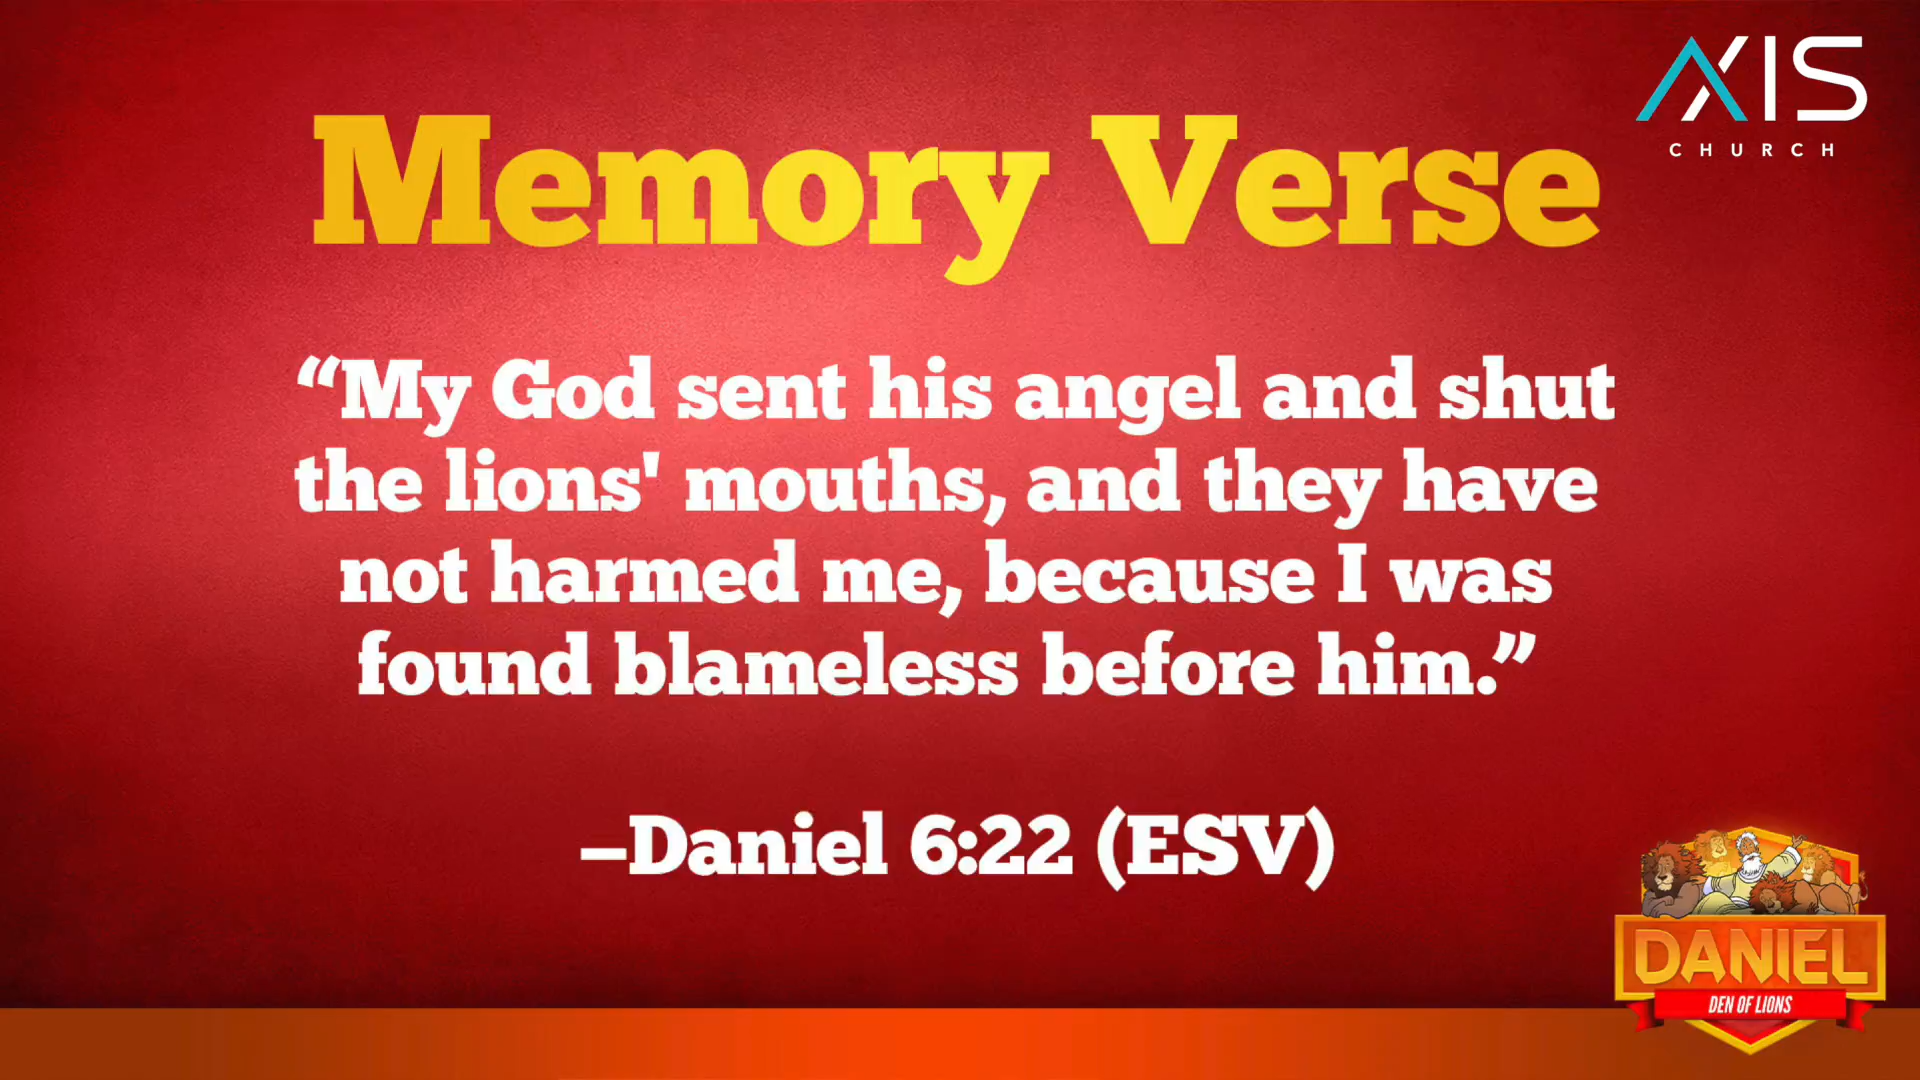 AXIS
CHURCH
Memory Verse
“My God sent his angel and shut
the lions' mouths, and they have
not harmed me, because I was
found blameless before him.”
–Daniel 6:22 (ESV)
DANIEL
DEN OF LIONS